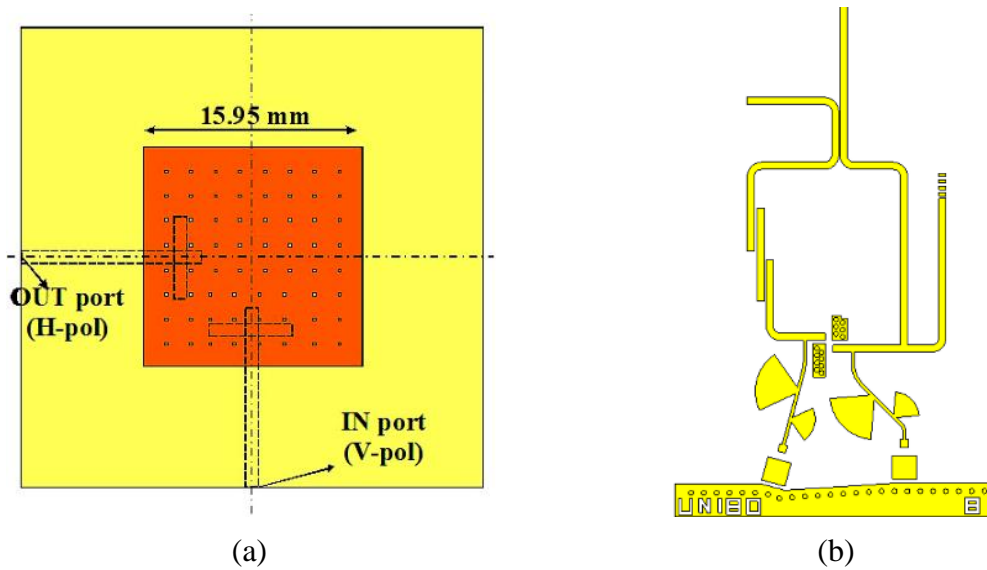 15.95 mm
OUT port
(H-pol)
IN port
(V-pol)
UNIBO
B
(a)
(b)